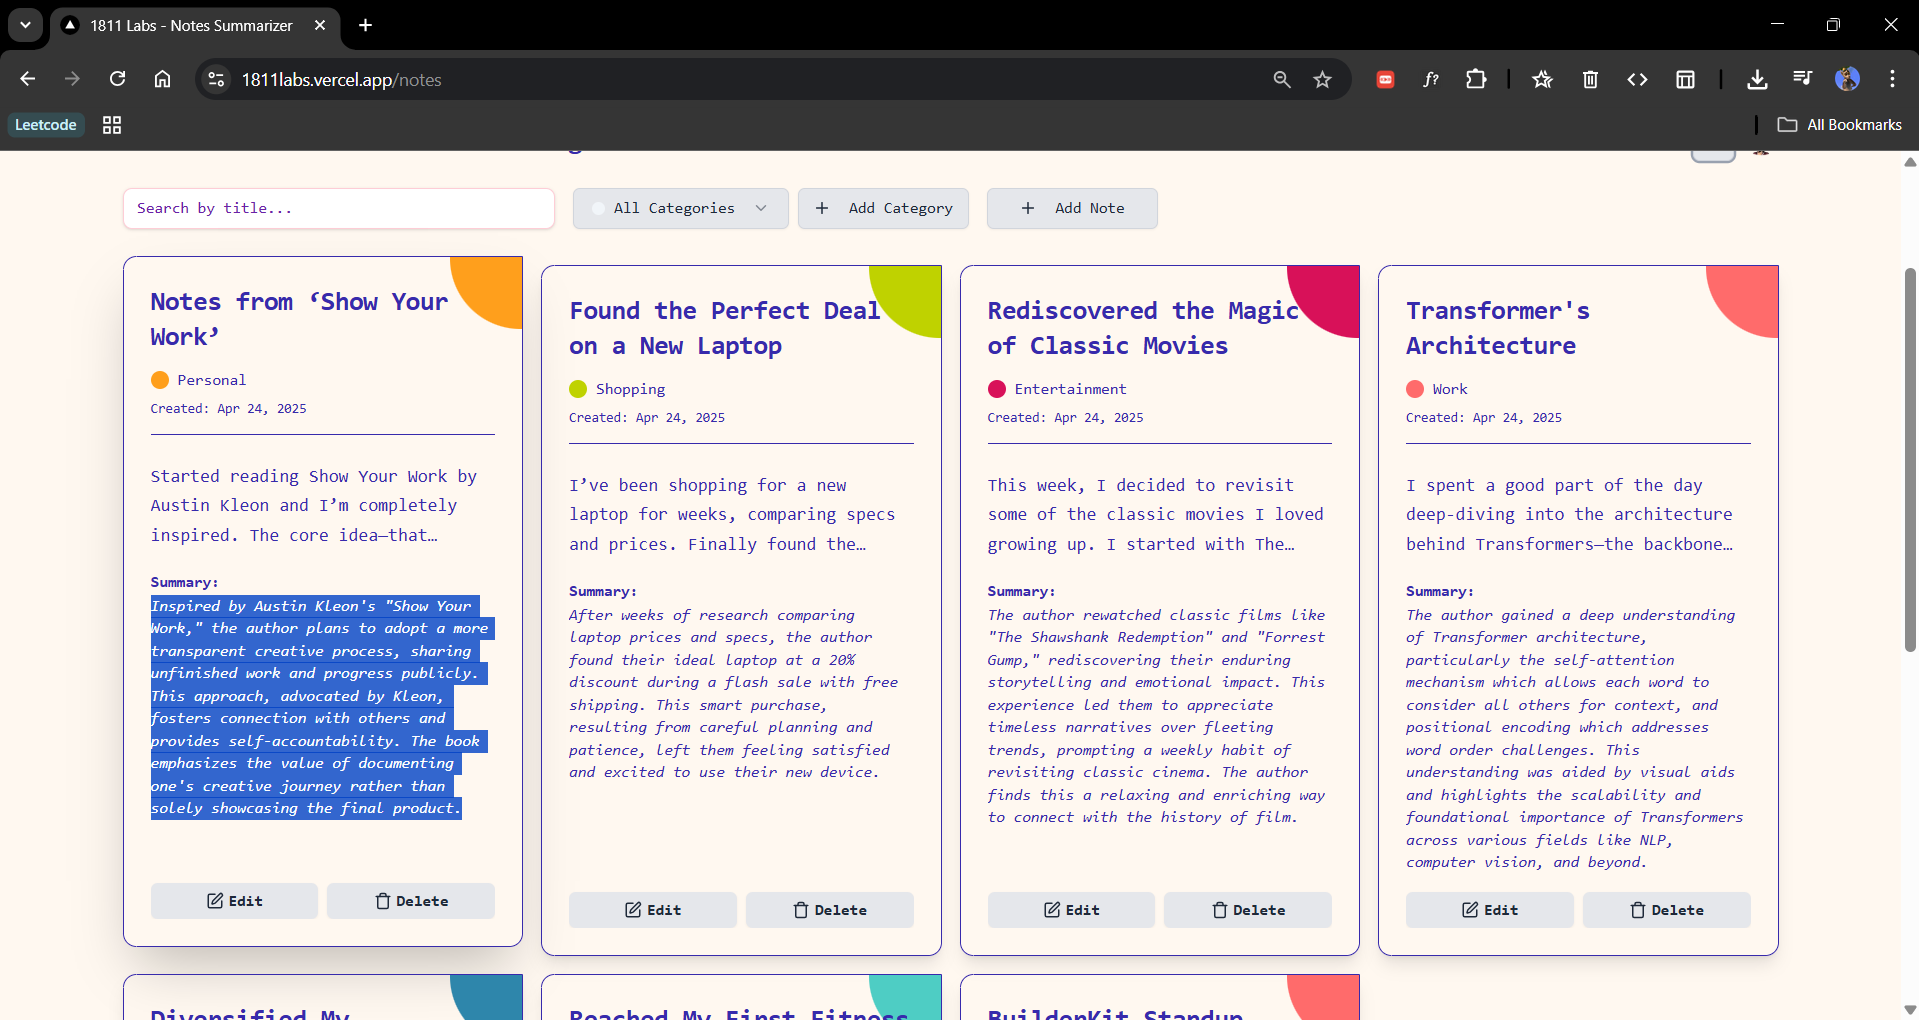 1811 Labs - Notes Summarizer
1811labs.vercel.app/notes
Leetcode
All Bookmarks
Search by title...
All Categories
Add Category
Add Note
Notes from ‘Show Your
Work’
Personal
Created: Apr 24, 2025
Started reading Show Your Work by
Austin Kleon and I’m completely
inspired. The core idea—that…
Summary:
Inspired by Austin Kleon's "Show Your
Work," the author plans to adopt a more
transparent creative process, sharing
unfinished work and progress publicly.
This approach, advocated by Kleon,
fosters connection with others and
provides self-accountability. The book
emphasizes the value of documenting
one's creative journey rather than
solely showcasing the final product.
Edit
Delete
Found the Perfect Deal
on a New Laptop
Shopping
Created: Apr 24, 2025
I’ve been shopping for a new
laptop for weeks, comparing specs
and prices. Finally found the…
Summary:
After weeks of research comparing
laptop prices and specs, the author
found their ideal laptop at a 20%
discount during a flash sale with free
shipping. This smart purchase,
resulting from careful planning and
patience, left them feeling satisfied
and excited to use their new device.
Edit
Delete
Rediscovered the Magic
of Classic Movies
Entertainment
Created: Apr 24, 2025
This week, I decided to revisit
some of the classic movies I loved
growing up. I started with The…
Summary:
The author rewatched classic films like
"The Shawshank Redemption" and "Forrest
Gump," rediscovering their enduring
storytelling and emotional impact. This
experience led them to appreciate
timeless narratives over fleeting
trends, prompting a weekly habit of
revisiting classic cinema. The author
finds this a relaxing and enriching way
to connect with the history of film.
Edit
Delete
Transformer's
Architecture
Work
Created: Apr 24, 2025
I spent a good part of the day
deep-diving into the architecture
behind Transformers—the backbone…
Summary:
The author gained a deep understanding
of Transformer architecture,
particularly the self-attention
mechanism which allows each word to
consider all others for context, and
positional encoding which addresses
word order challenges. This
understanding was aided by visual aids
and highlights the scalability and
foundational importance of Transformers
across various fields like NLP,
computer vision, and beyond.
Edit
Delete
Diversified My
Reached My First Fitness
BuilderKit Standup